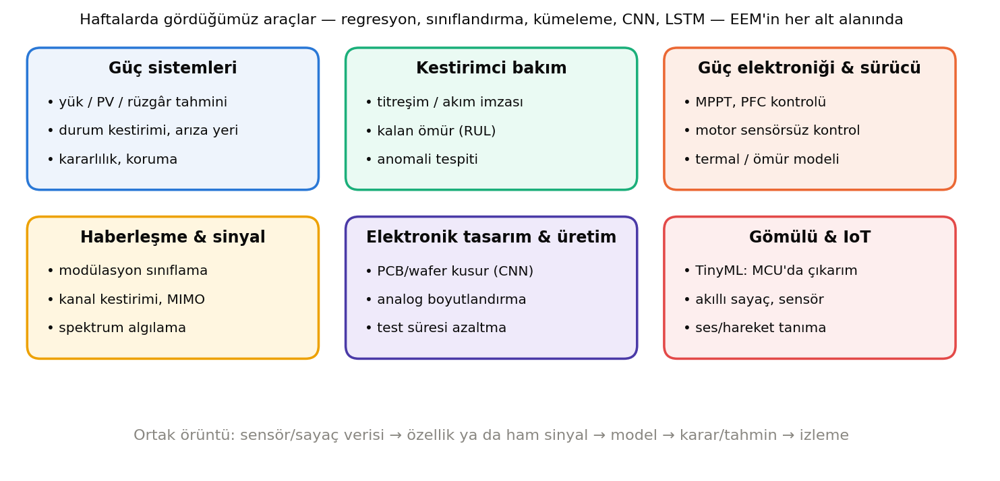 Haftalarda gördüğümüz araçlar — regresyon, sınıflandırma, kümeleme, CNN, LSTM — EEM'in her alt alanında
Güç sistemleri
• yük / PV / rüzgâr tahmini
• durum kestirimi, arıza yeri
• kararlılık, koruma
Kestirimci bakım
• titreşim / akım imzası
• kalan ömür (RUL)
• anomali tespiti
Güç elektroniği & sürücü
• MPPT, PFC kontrolü
• motor sensörsüz kontrol
• termal / ömür modeli
Haberleşme & sinyal
• modülasyon sınıflama
• kanal kestirimi, MIMO
• spektrum algılama
Elektronik tasarım & üretim
• PCB/wafer kusur (CNN)
• analog boyutlandırma
• test süresi azaltma
Gömülü & IoT
• TinyML: MCU'da çıkarım
• akıllı sayaç, sensör
• ses/hareket tanıma
Ortak örüntü: sensör/sayaç verisi → özellik ya da ham sinyal → model → karar/tahmin → izleme